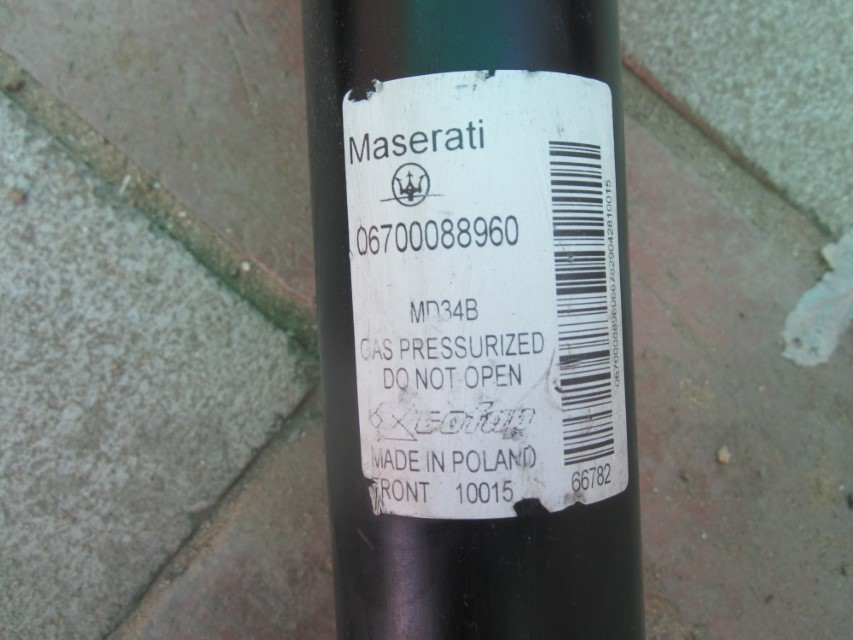 Maserati
06700088960
MD34B
GAS PRESSURIZED
DO NOT OPEN
MADE IN POLAND
FRONT 10015
66782